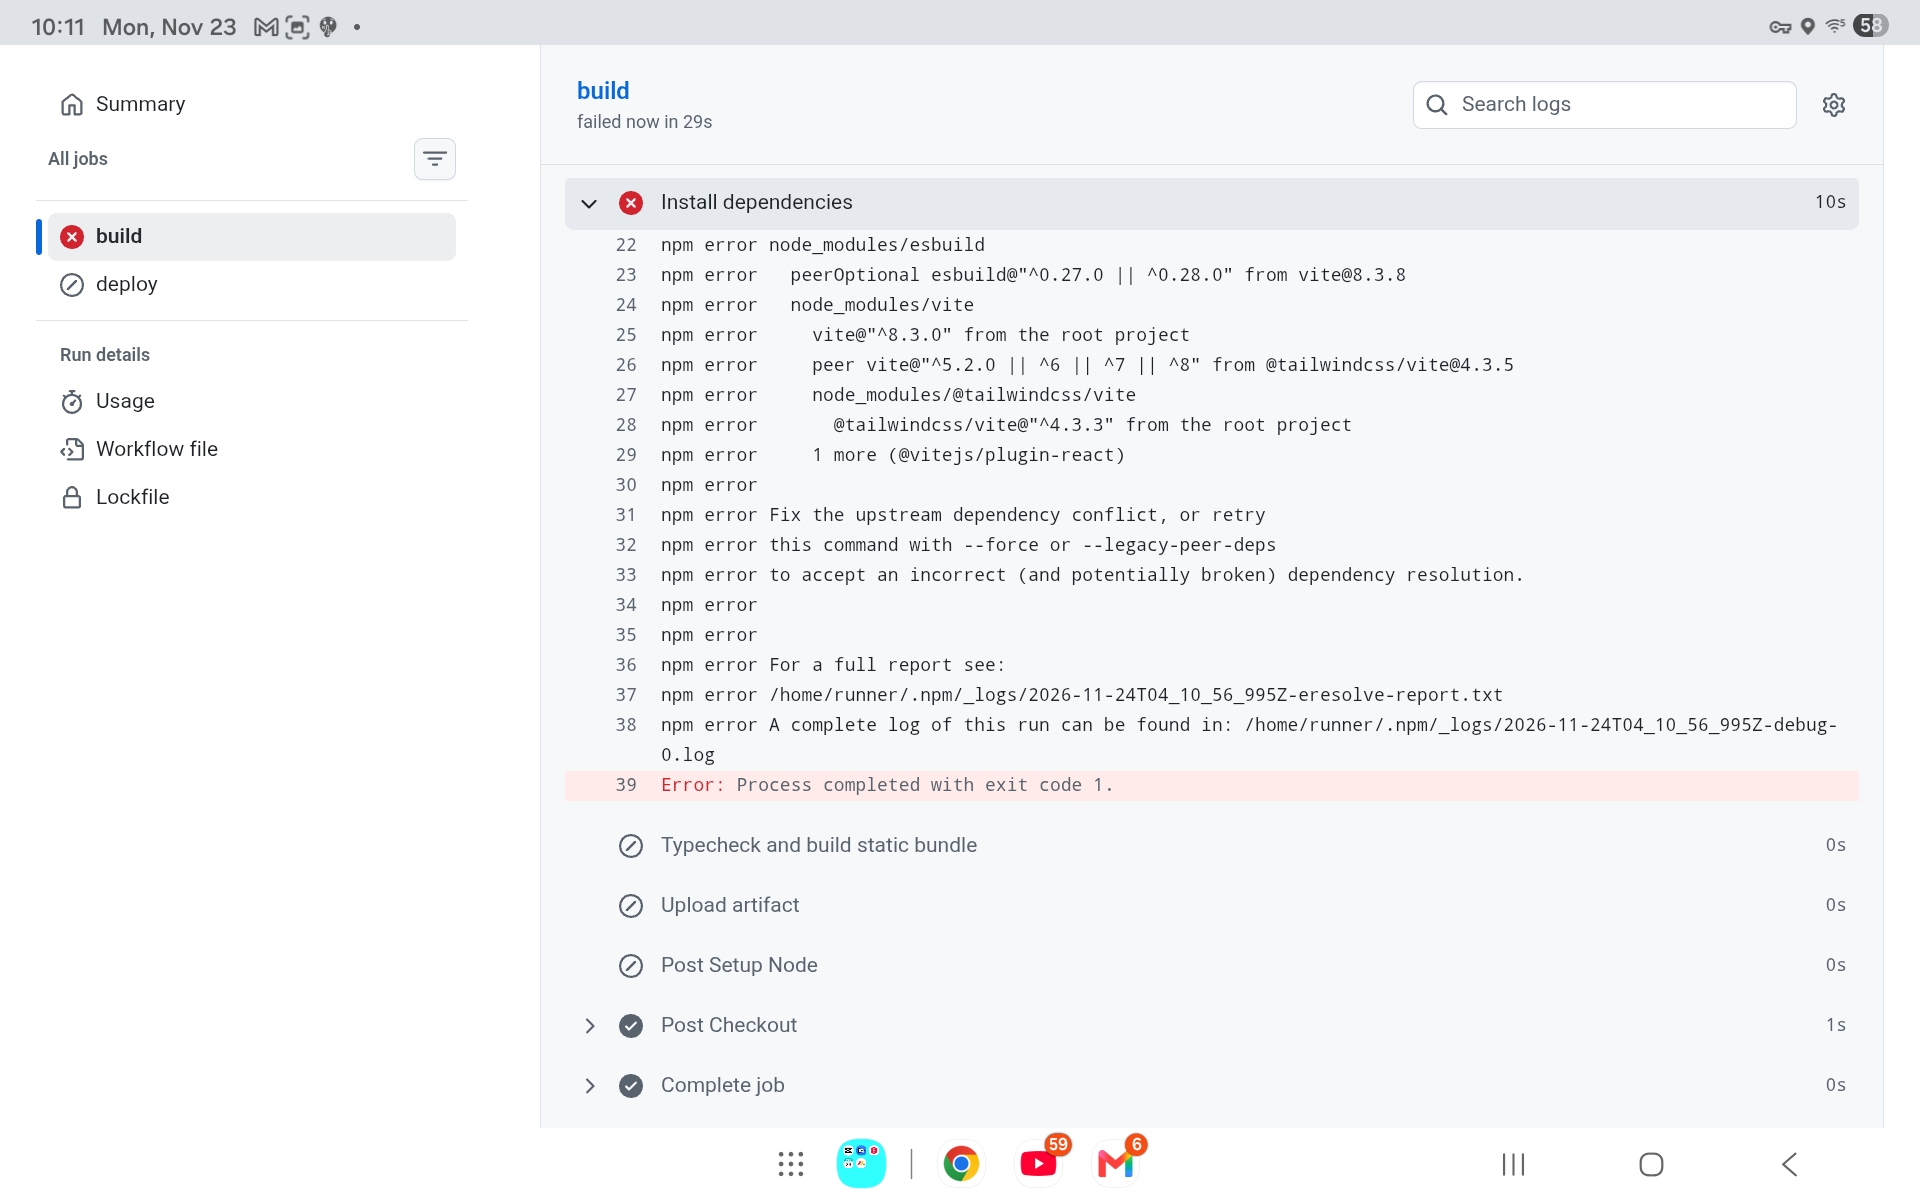 10:11 Mon, Nov 23
58
Summary
All jobs
build
deploy
Run details
Usage
Workflow file
Lockfile
build
failed now in 29s
Search logs
Install dependencies 10s
22 npm error node_modules/esbuild
23 npm error   peerOptional esbuild@"^0.27.0 || ^0.28.0" from vite@8.3.8
24 npm error   node_modules/vite
25 npm error     vite@"^8.3.0" from the root project
26 npm error     peer vite@"^5.2.0 || ^6 || ^7 || ^8" from @tailwindcss/vite@4.3.5
27 npm error     node_modules/@tailwindcss/vite
28 npm error       @tailwindcss/vite@"^4.3.3" from the root project
29 npm error     1 more (@vitejs/plugin-react)
30 npm error
31 npm error Fix the upstream dependency conflict, or retry
32 npm error this command with --force or --legacy-peer-deps
33 npm error to accept an incorrect (and potentially broken) dependency resolution.
34 npm error
35 npm error
36 npm error For a full report see:
37 npm error /home/runner/.npm/_logs/2026-11-24T04_10_56_995Z-eresolve-report.txt
38 npm error A complete log of this run can be found in: /home/runner/.npm/_logs/2026-11-24T04_10_56_995Z-debug-
0.log
39 Error: Process completed with exit code 1.
Typecheck and build static bundle 0s
Upload artifact 0s
Post Setup Node 0s
Post Checkout 1s
Complete job 0s
59
6